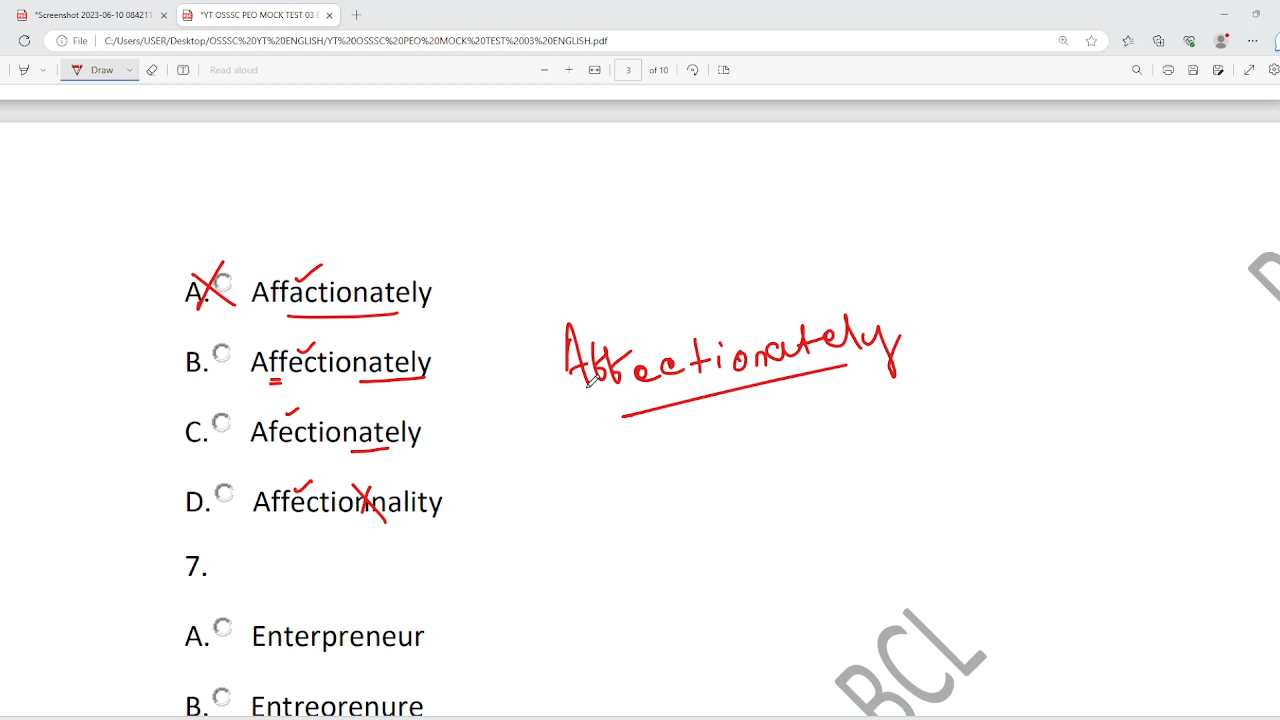 *Screenshot 2023-06-10 084211
*YT OSSSC PEO MOCK TEST 03 E
File
C:/Users/USER/Desktop/OSSSC%20YT%20ENGLISH/YT%20OSSSC%20PEO%20MOCK%20TEST%2003%20ENGLISH.pdf
Draw
Read aloud
3 of 10
A. Affactionately
B. Affectionately
Affectionately
C. Afectionately
D. Affectionnality
7.
A. Enterpreneur
BCL
B. Entreorenure